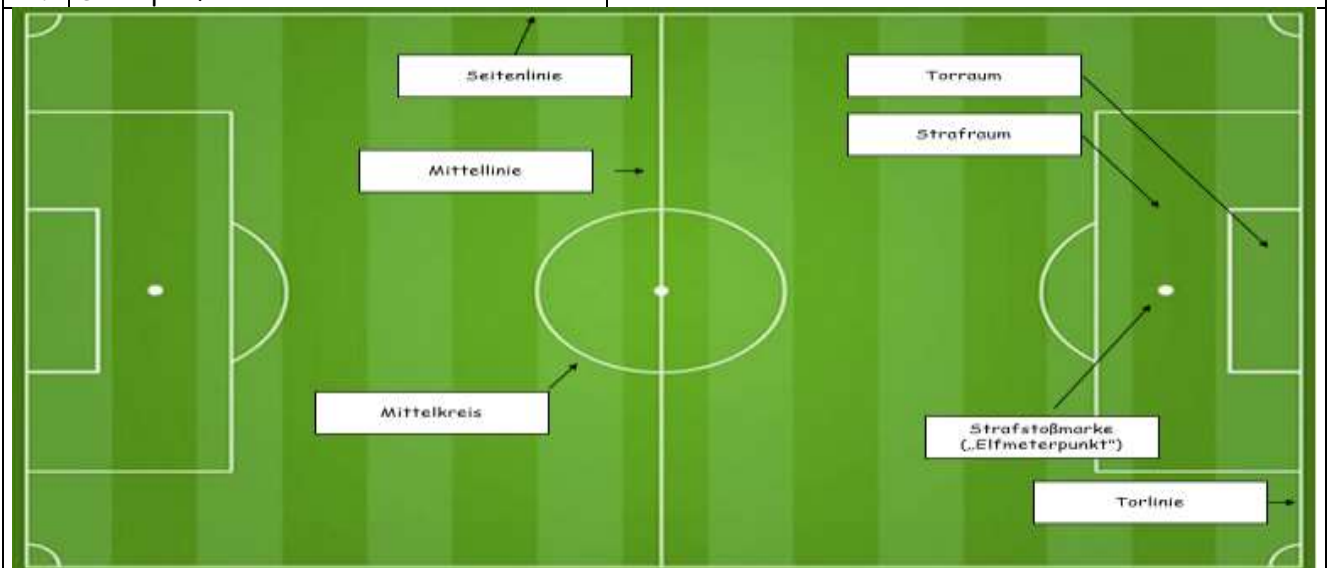 Seitenlinie
Torraum
Strafraum
Mittellinie
Mittelkreis
Strafstoßmarke
(„Elfmeterpunkt“)
Torlinie